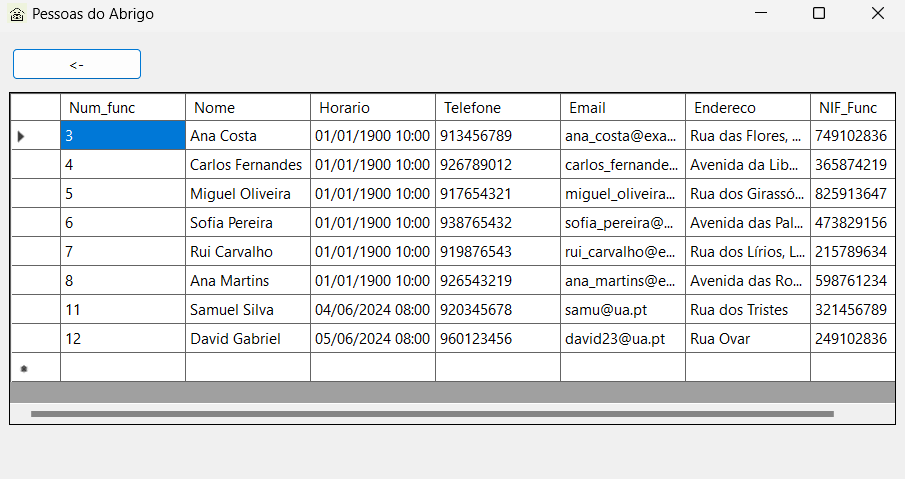 Pessoas do Abrigo
<-
Num_func Nome Horario Telefone Email Endereco NIF_Func
3 Ana Costa 01/01/1900 10:00 913456789 ana_costa@exa... Rua das Flores, ... 749102836
4 Carlos Fernandes 01/01/1900 10:00 926789012 carlos_fernande... Avenida da Lib... 365874219
5 Miguel Oliveira 01/01/1900 10:00 917654321 miguel_oliveira... Rua dos Girassó... 825913647
6 Sofia Pereira 01/01/1900 10:00 938765432 sofia_pereira@... Avenida das Pal... 473829156
7 Rui Carvalho 01/01/1900 10:00 919876543 rui_carvalho@e... Rua dos Lírios, L... 215789634
8 Ana Martins 01/01/1900 10:00 926543219 ana_martins@e... Avenida das Ro... 598761234
11 Samuel Silva 04/06/2024 08:00 920345678 samu@ua.pt Rua dos Tristes 321456789
12 David Gabriel 05/06/2024 08:00 960123456 david23@ua.pt Rua Ovar 249102836